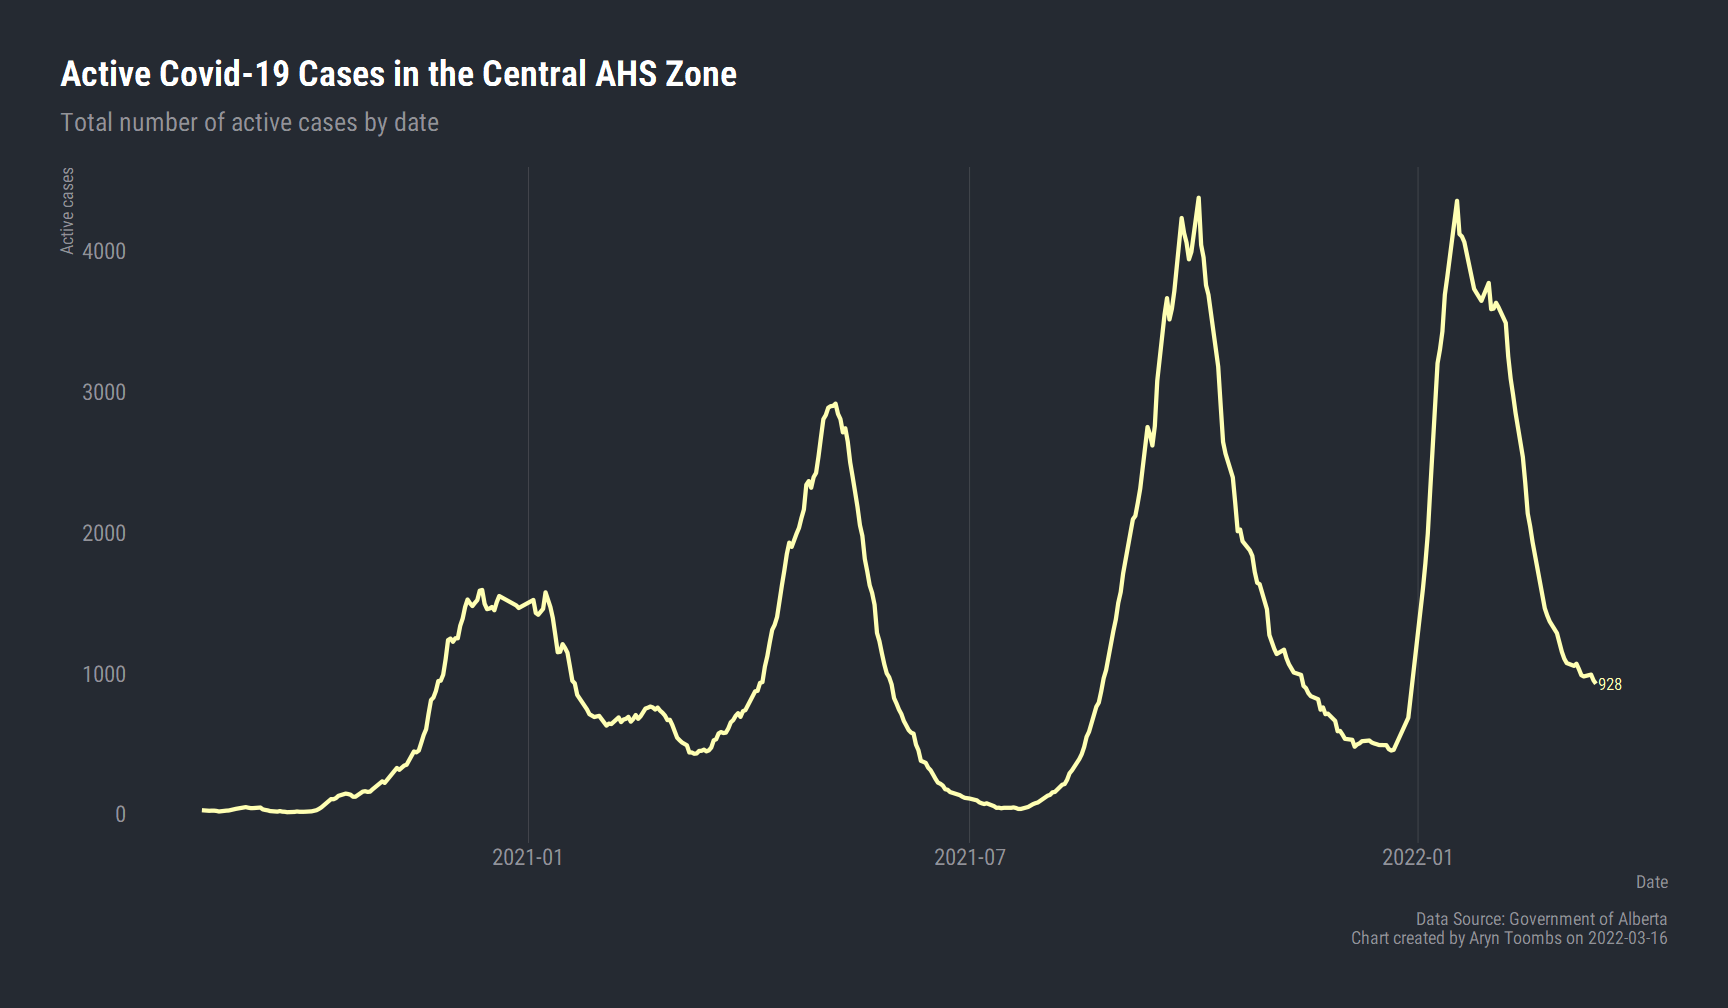 Active Covid-19 Cases in the Central AHS Zone
Total number of active cases by date
Active cases
4000
3000
2000
1000
0
928
2021-01
2021-07
2022-01
Date
Data Source: Government of Alberta
Chart created by Aryn Toombs on 2022-03-16